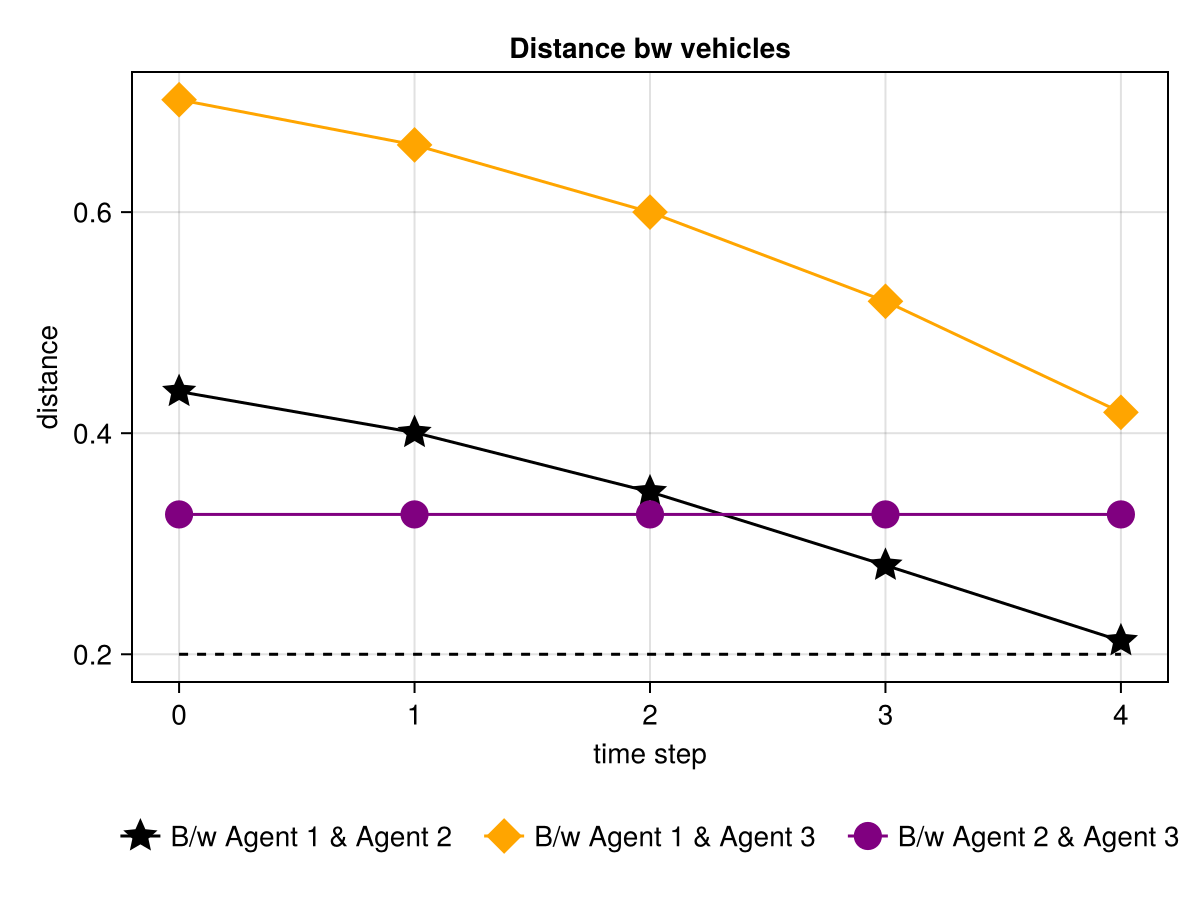 Distance bw vehicles
distance
0.6
0.4
0.2
0 1 2 3 4
time step
B/w Agent 1 & Agent 2 B/w Agent 1 & Agent 3 B/w Agent 2 & Agent 3